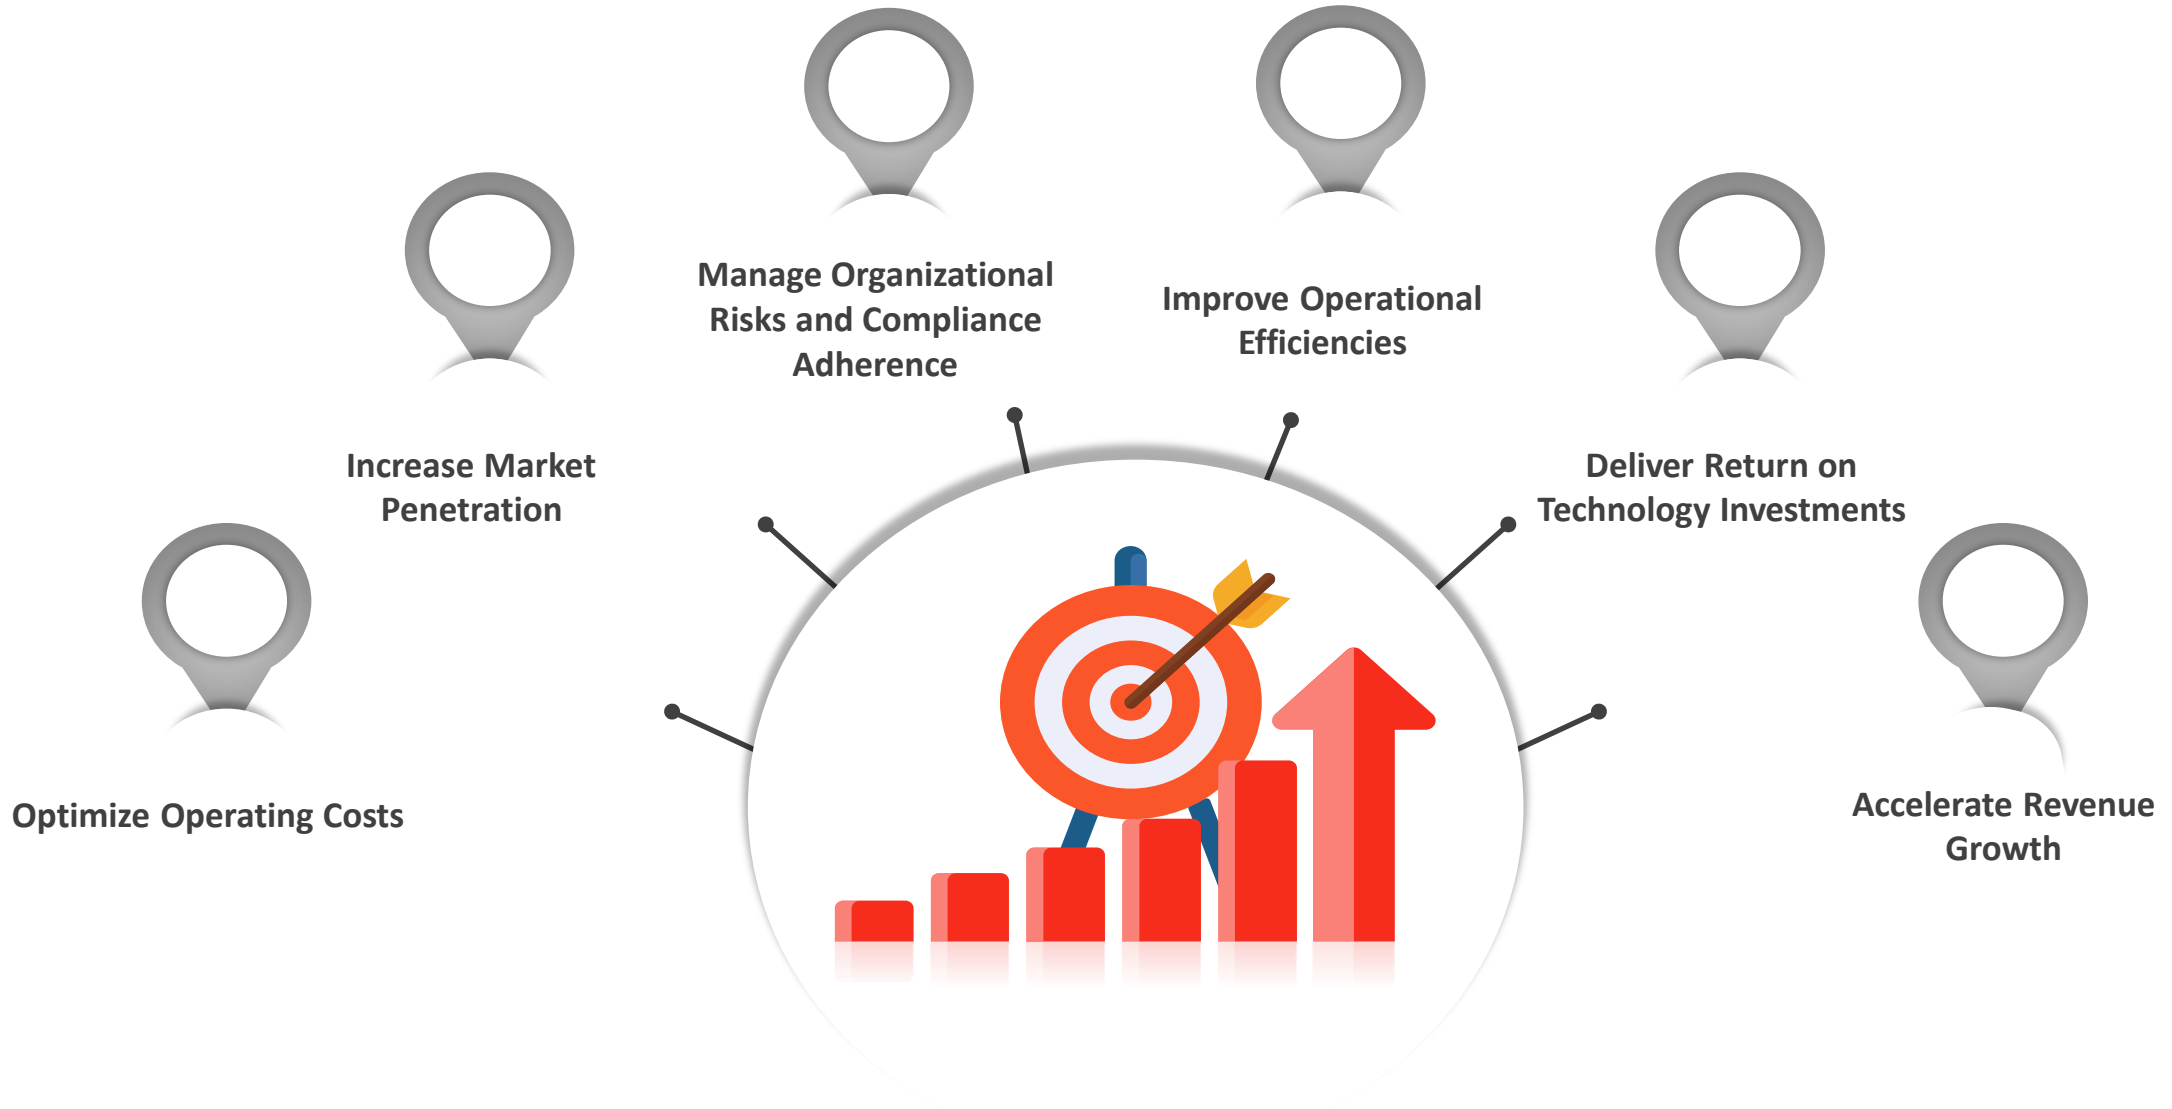 Manage Organizational
Risks and Compliance
Adherence
Improve Operational
Efficiencies
Increase Market
Penetration
Deliver Return on
Technology Investments
Optimize Operating Costs
Accelerate Revenue
Growth